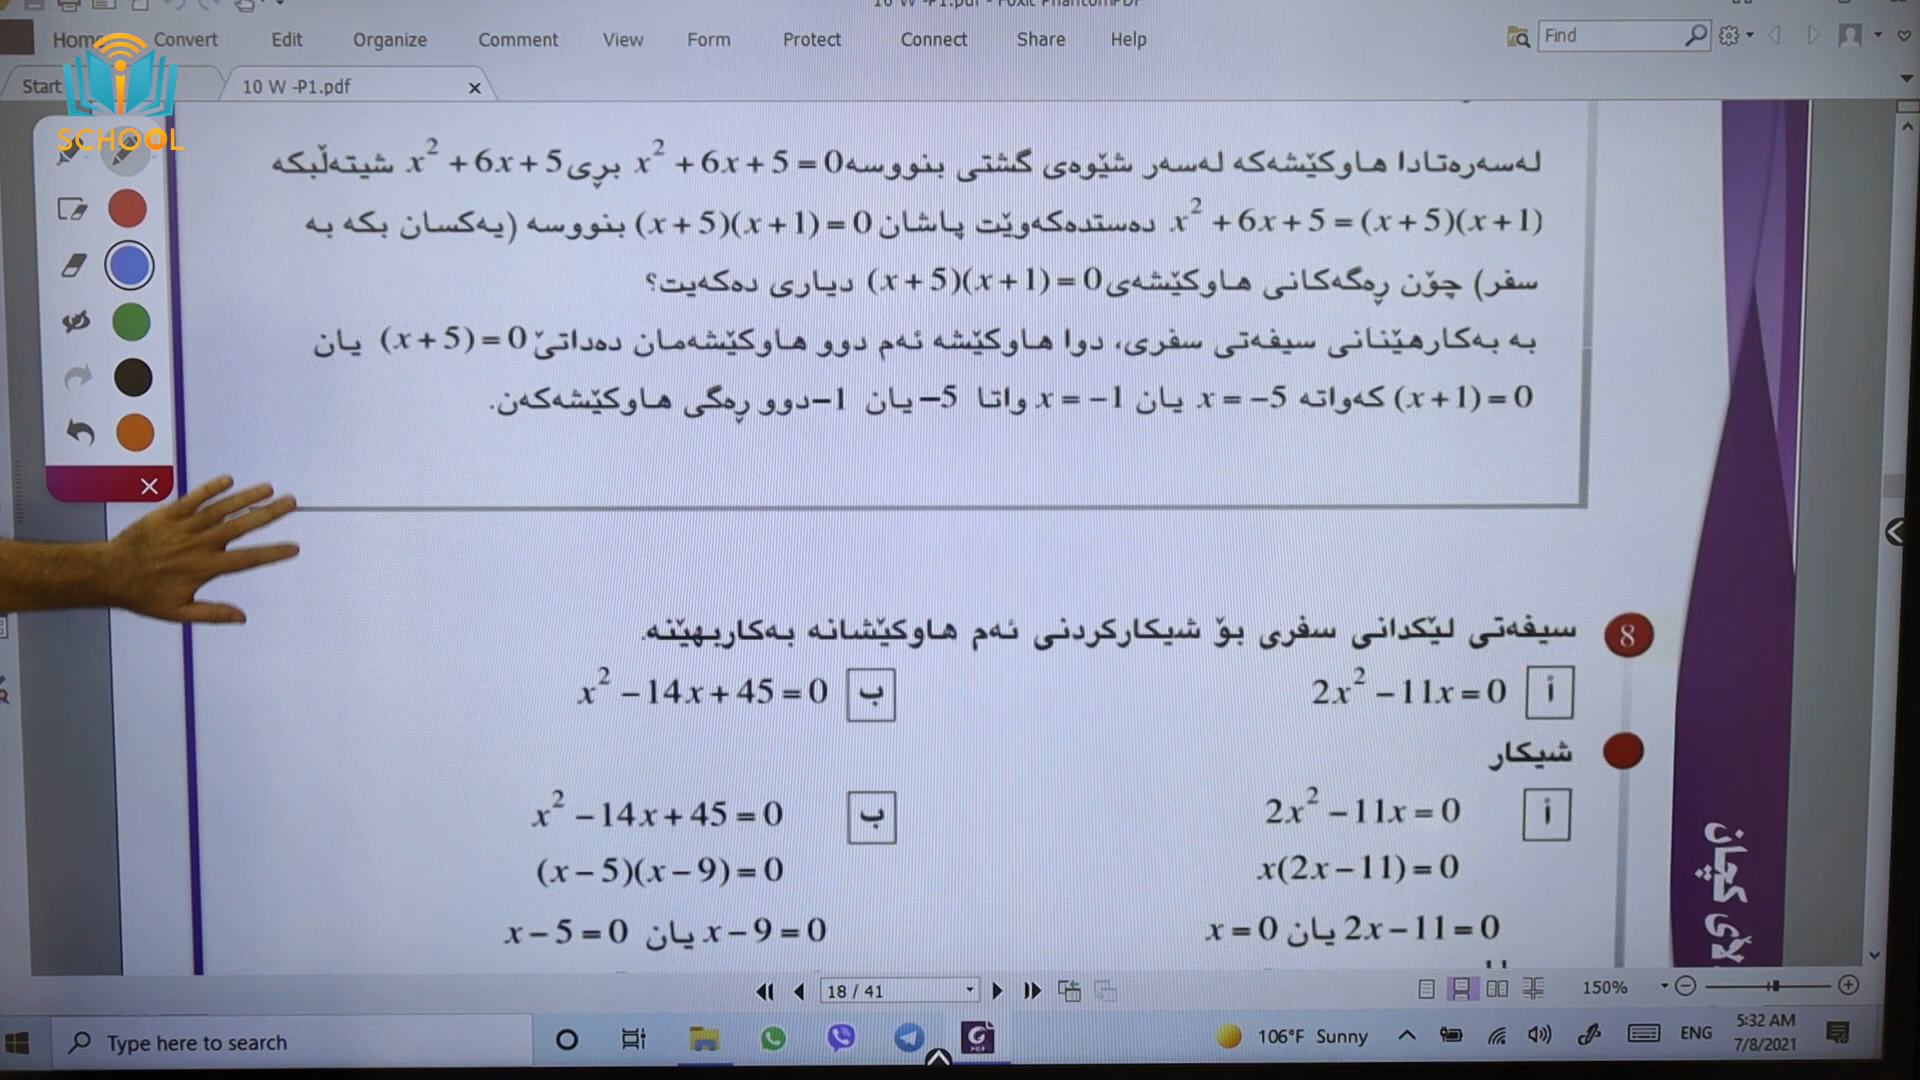 10 W -P1.pdf - Foxit PhantomPDF
Home Convert Edit Organize Comment View Form Protect Connect Share Help Find
Start 10 W -P1.pdf
SCHOOL
لەسەرەتادا هاوکێشەکە لەسەر شێوەی گشتی بنووسە x² + 6x + 5 = 0 بڕی x² + 6x + 5 شیتەڵبکە
x² + 6x + 5 = (x + 5)(x + 1) دەستدەکەوێت پاشان (x + 5)(x + 1) = 0 بنووسە (یەکسان بکە بە
سفر) چۆن ڕەگەکانی هاوکێشەی (x + 5)(x + 1) = 0 دیاری دەکەیت؟
بە بەکارهێنانی سیفەتی سفری، دوا هاوکێشە ئەم دوو هاوکێشەمان دەداتێ (x + 5) = 0 یان
(x + 1) = 0 کەواتە x = −5 یان x = −1 واتا −5 یان −1 دوو ڕەگی هاوکێشەکەن.
8 سیفەتی لێکدانی سفری بۆ شیکارکردنی ئەم هاوکێشانە بەکاربهێنە.
أ 2x² − 11x = 0 ب x² − 14x + 45 = 0
شیکار
أ 2x² − 11x = 0 ب x² − 14x + 45 = 0
x(2x − 11) = 0 (x − 5)(x − 9) = 0
x = 0 یان 2x − 11 = 0 x − 5 = 0 یان x − 9 = 0
کچان
18 / 41 150%
Type here to search 106°F Sunny ENG 5:32 AM
7/8/2021